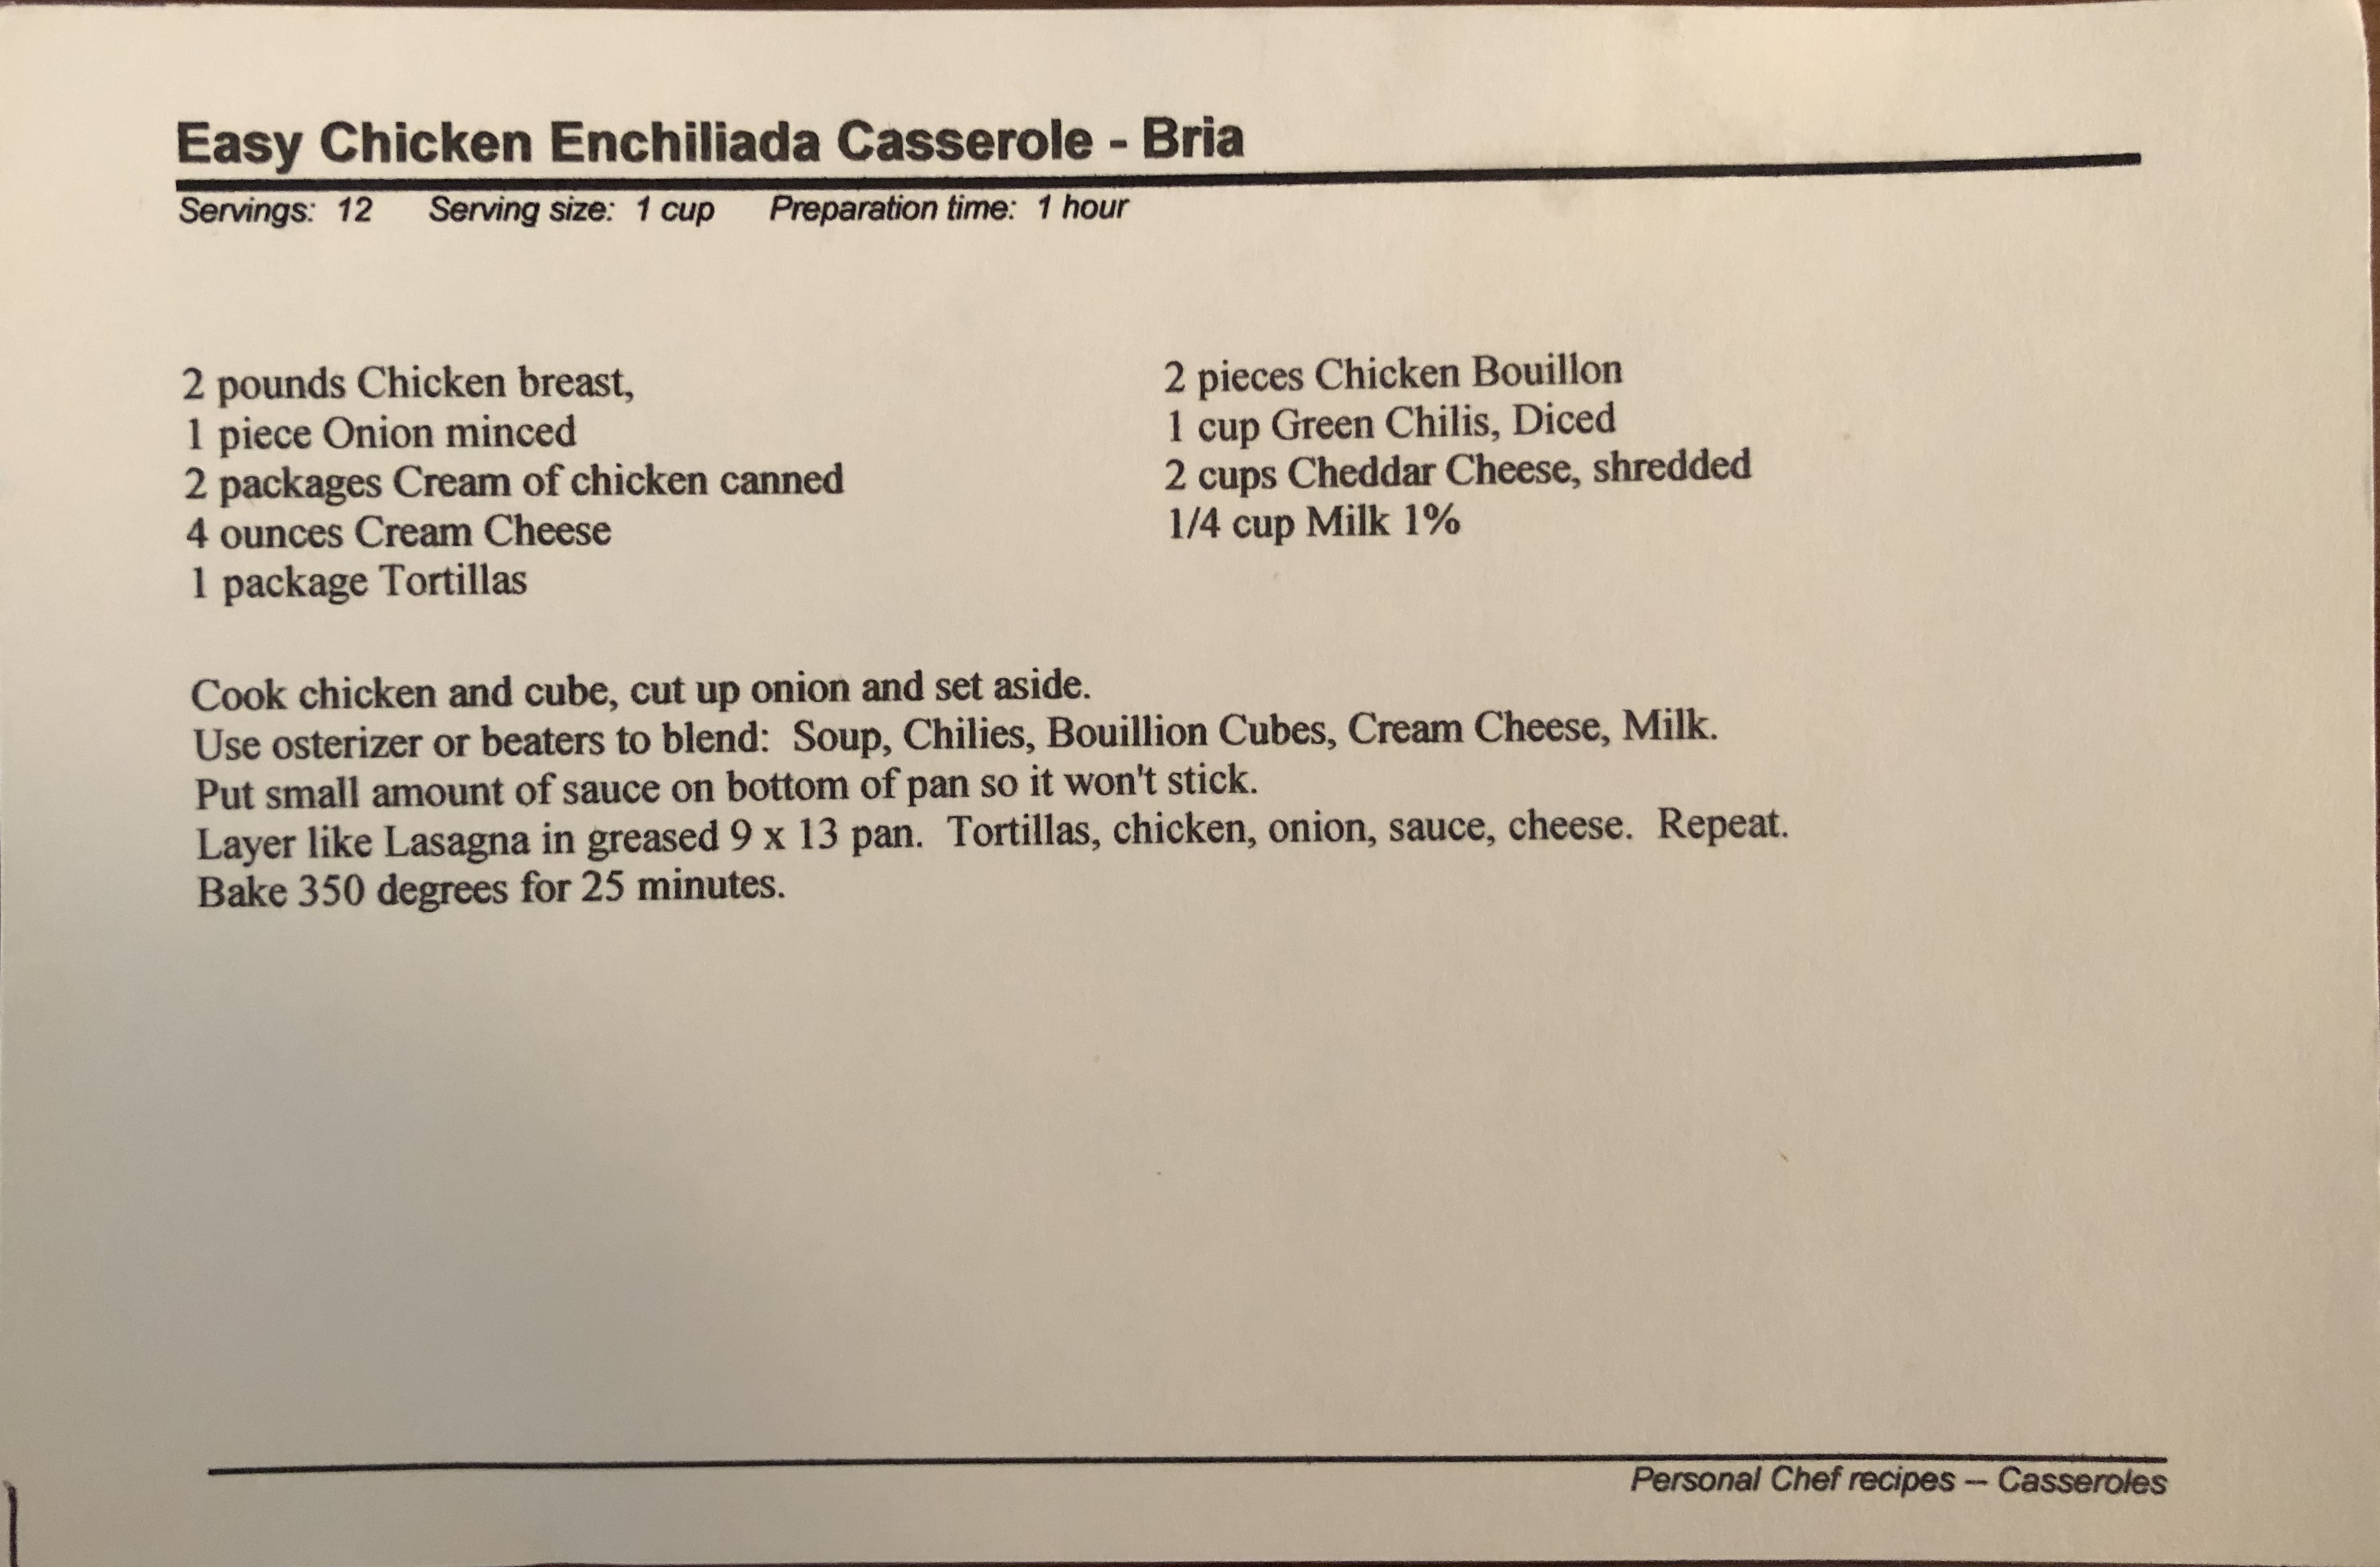 Easy Chicken Enchiliada Casserole - Bria
Servings: 12 Serving size: 1 cup Preparation time: 1 hour
2 pounds Chicken breast,
1 piece Onion minced
2 packages Cream of chicken canned
4 ounces Cream Cheese
1 package Tortillas
2 pieces Chicken Bouillon
1 cup Green Chilis, Diced
2 cups Cheddar Cheese, shredded
1/4 cup Milk 1%
Cook chicken and cube, cut up onion and set aside.
Use osterizer or beaters to blend: Soup, Chilies, Bouillion Cubes, Cream Cheese, Milk.
Put small amount of sauce on bottom of pan so it won't stick.
Layer like Lasagna in greased 9 x 13 pan. Tortillas, chicken, onion, sauce, cheese. Repeat.
Bake 350 degrees for 25 minutes.
Personal Chef recipes -- Casseroles